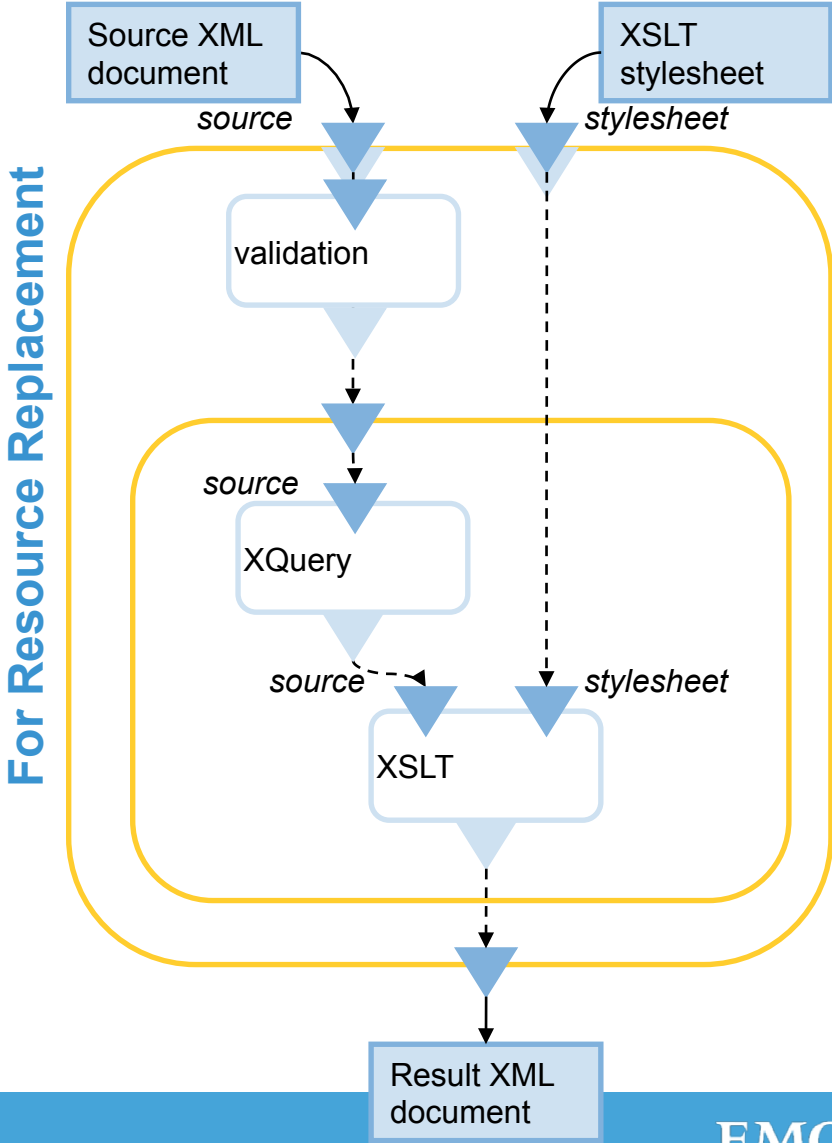 Source XML
document
XSLT
stylesheet
source
stylesheet
For Resource Replacement
validation
source
XQuery
source
stylesheet
XSLT
Result XML
document
EMC